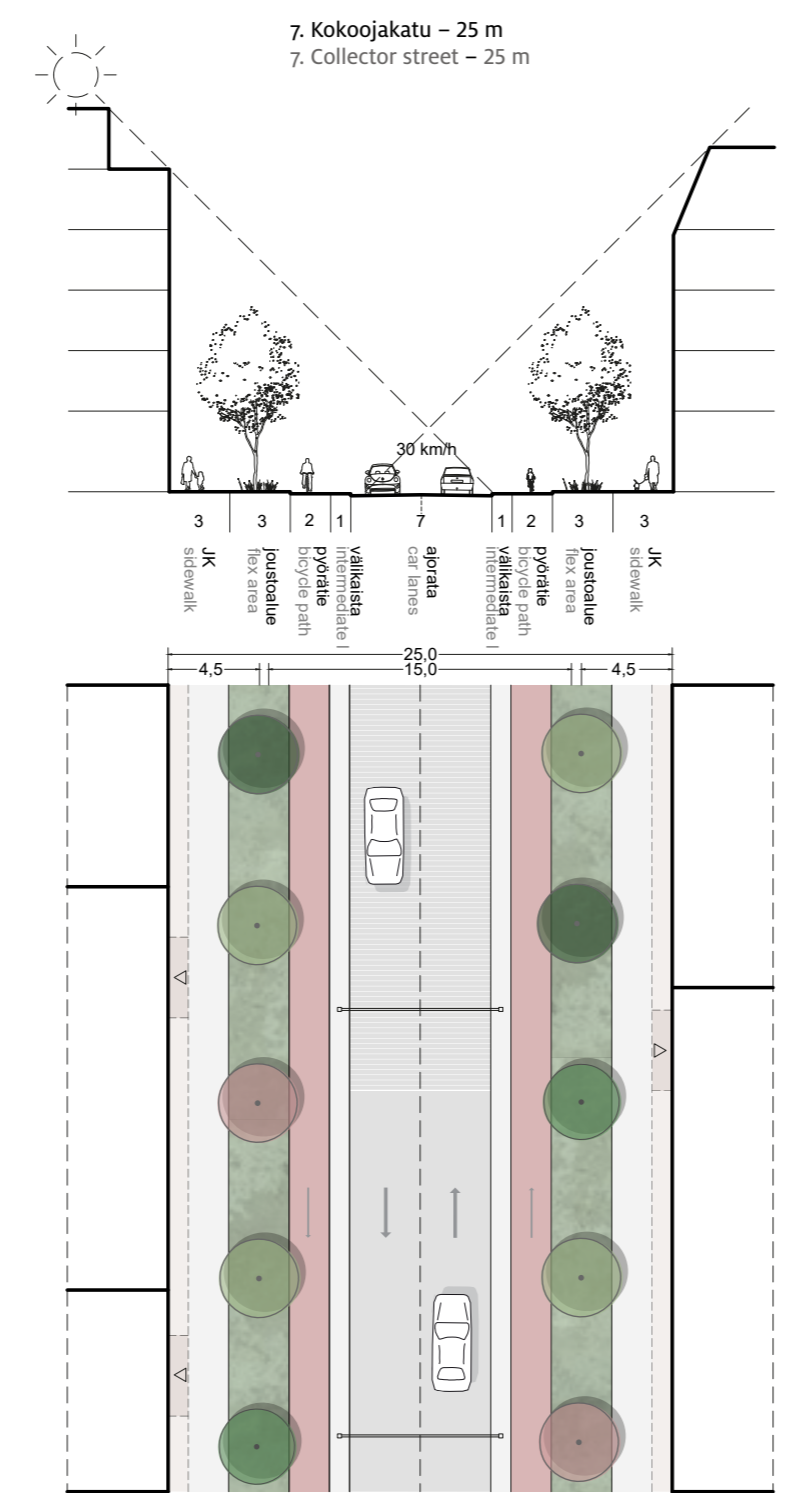 7. Kokoojakatu – 25 m
7. Collector street – 25 m
30 km/h
3
3
2
1
7
1
2
3
3
JK
sidewalk
joustoalue
flex area
pyörätie
bicycle path
välikaista
intermediate l
ajorata
car lanes
välikaista
intermediate l
pyörätie
bicycle path
joustoalue
flex area
JK
sidewalk
25,0
4,5
15,0
4,5